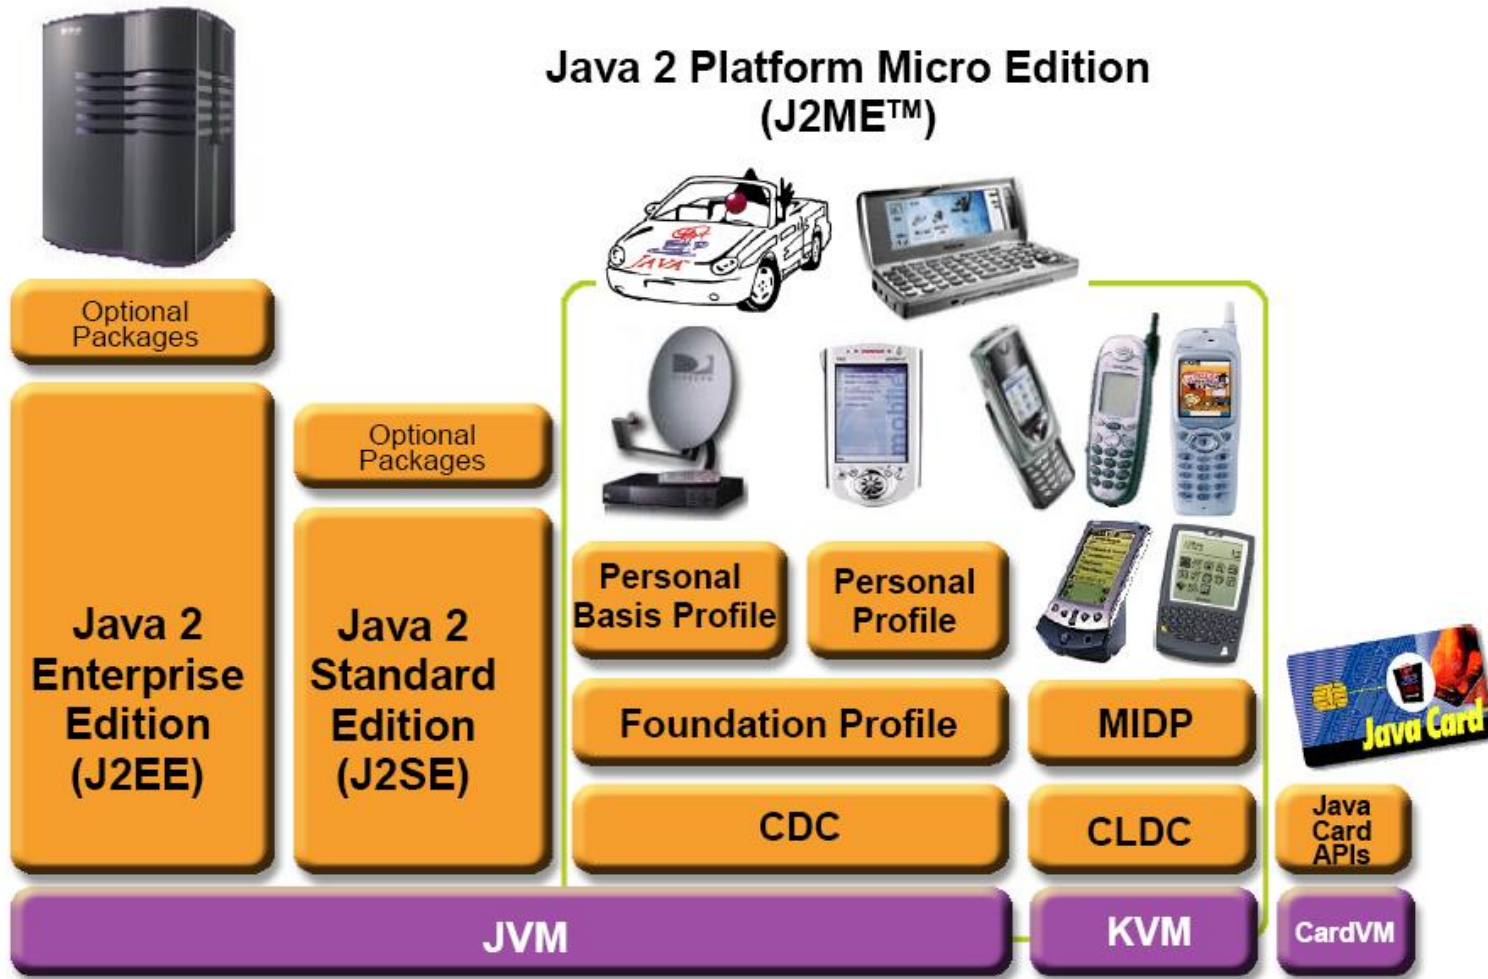 Java 2 Platform Micro Edition
(J2ME™)
JAVA
Optional
Packages
Optional
Packages
Java 2
Enterprise
Edition
(J2EE)
Java 2
Standard
Edition
(J2SE)
Personal
Basis Profile
Personal
Profile
Foundation Profile
MIDP
CDC
CLDC
Java Card
Java
Card
APIs
JVM
KVM
CardVM